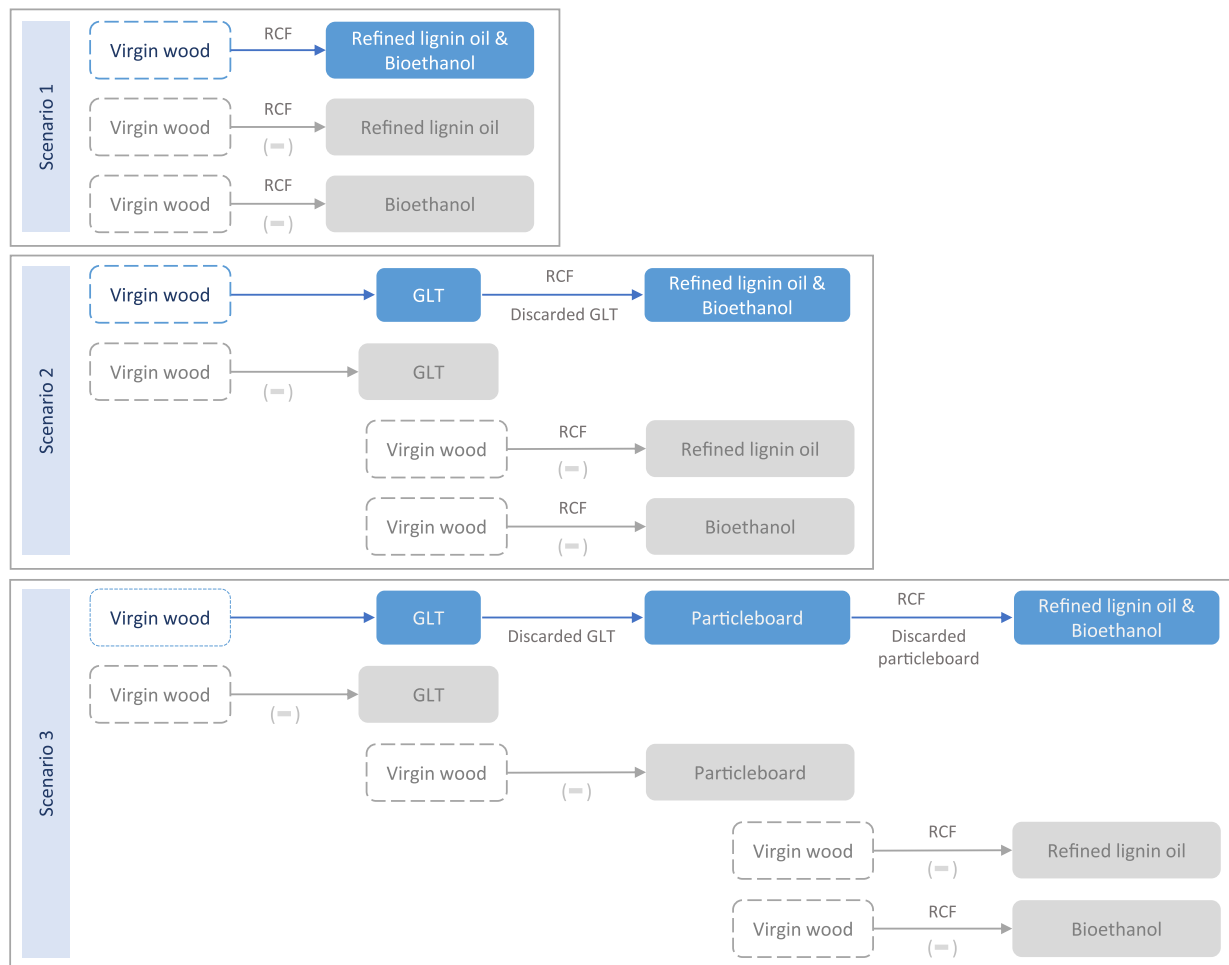 Scenario 1
Virgin wood
RCF
Refined lignin oil &
Bioethanol
Virgin wood
RCF
(-)
Refined lignin oil
Virgin wood
RCF
(-)
Bioethanol
Scenario 2
Virgin wood
GLT
RCF
Discarded GLT
Refined lignin oil &
Bioethanol
Virgin wood
(-)
GLT
Virgin wood
RCF
(-)
Refined lignin oil
Virgin wood
RCF
(-)
Bioethanol
Scenario 3
Virgin wood
GLT
Discarded GLT
Particleboard
RCF
Discarded
particleboard
Refined lignin oil &
Bioethanol
Virgin wood
(-)
GLT
Virgin wood
(-)
Particleboard
Virgin wood
RCF
(-)
Refined lignin oil
Virgin wood
RCF
(-)
Bioethanol